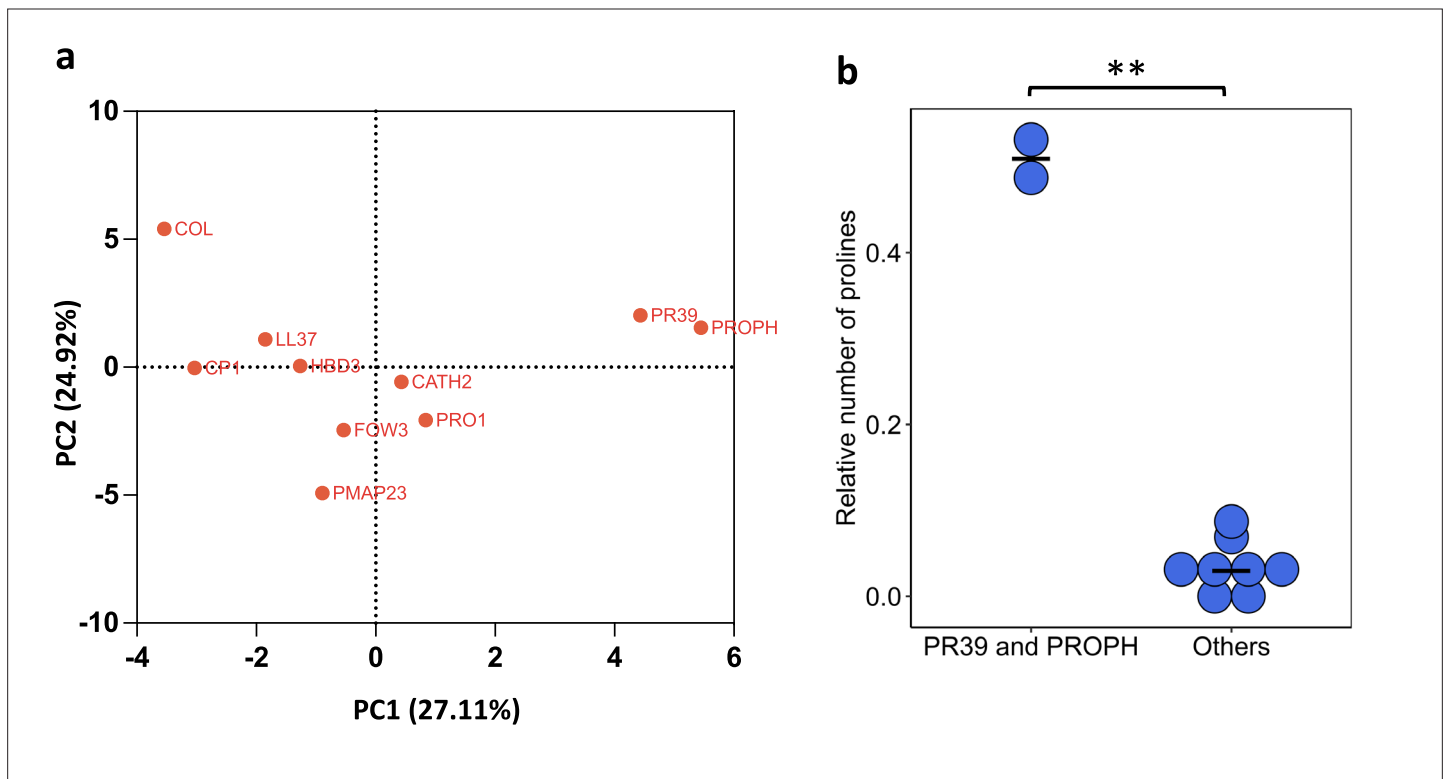 a
10
5
0
-5
-10
-4
-2
0
2
4
6
PC2 (24.92%)
PC1 (27.11%)
COL
LL37
CP1
HBD3
CATH2
PRO1
FOW3
PMAP23
PR39
PROPH
b
**
Relative number of prolines
0.4
0.2
0.0
PR39 and PROPH
Others